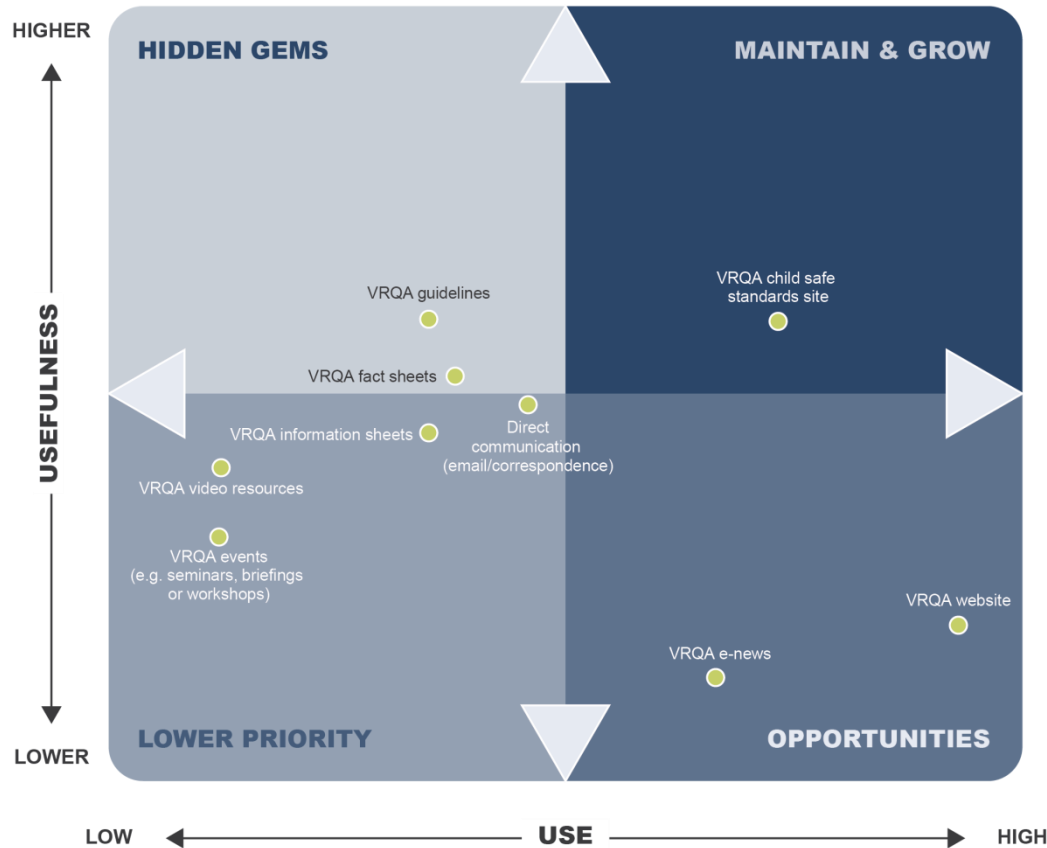 HIGHER
HIDDEN GEMS
MAINTAIN & GROW
VRQA child safe
standards site
VRQA guidelines
VRQA fact sheets
USEFULNESS
Direct
communication
(email/correspondence)
VRQA information sheets
VRQA video resources
VRQA events
(e.g. seminars, briefings
or workshops)
VRQA website
VRQA e-news
LOWER PRIORITY
OPPORTUNITIES
LOWER
LOW
USE
HIGH